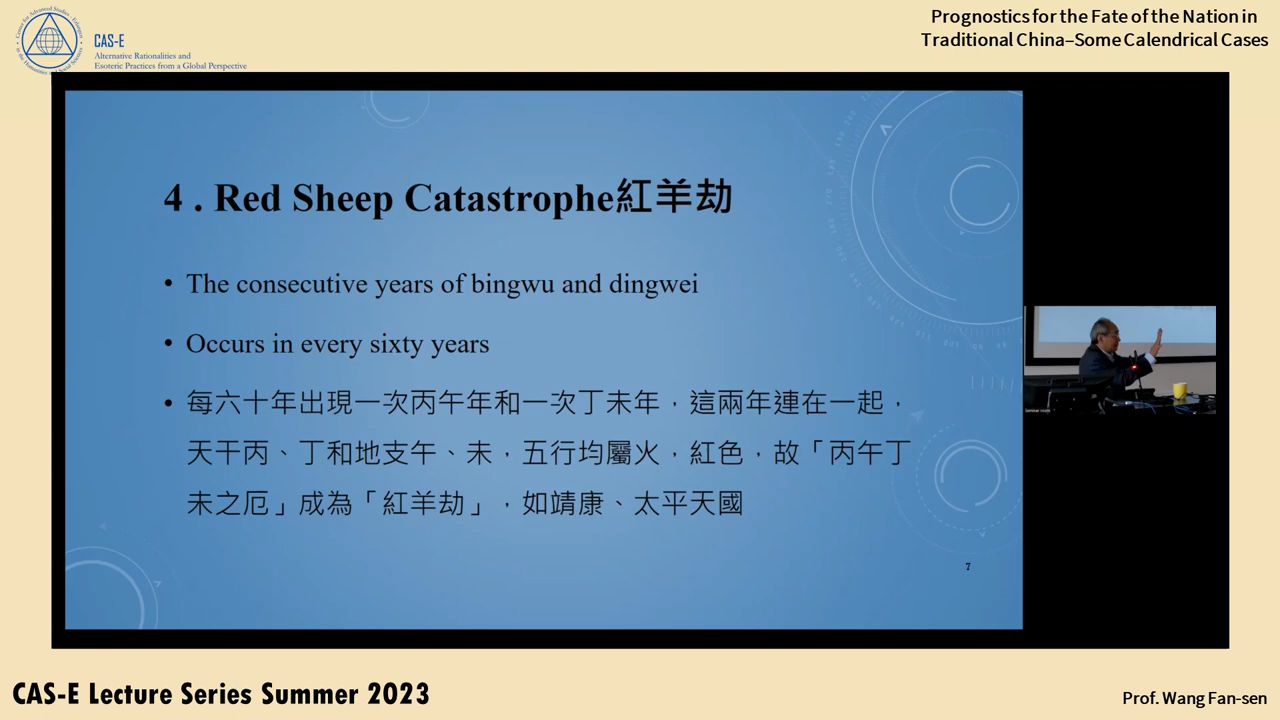 CAS-E
Alternative Rationalities and
Esoteric Practices from a Global Perspective
Prognostics for the Fate of the Nation in
Traditional China–Some Calendrical Cases
4 . Red Sheep Catastrophe紅羊劫
• The consecutive years of bingwu and dingwei
• Occurs in every sixty years
• 每六十年出現一次丙午年和一次丁未年，這兩年連在一起，
天干丙、丁和地支午、未，五行均屬火，紅色，故「丙午丁
未之厄」成為「紅羊劫」，如靖康、太平天國
7
CAS-E Lecture Series Summer 2023
Prof. Wang Fan-sen